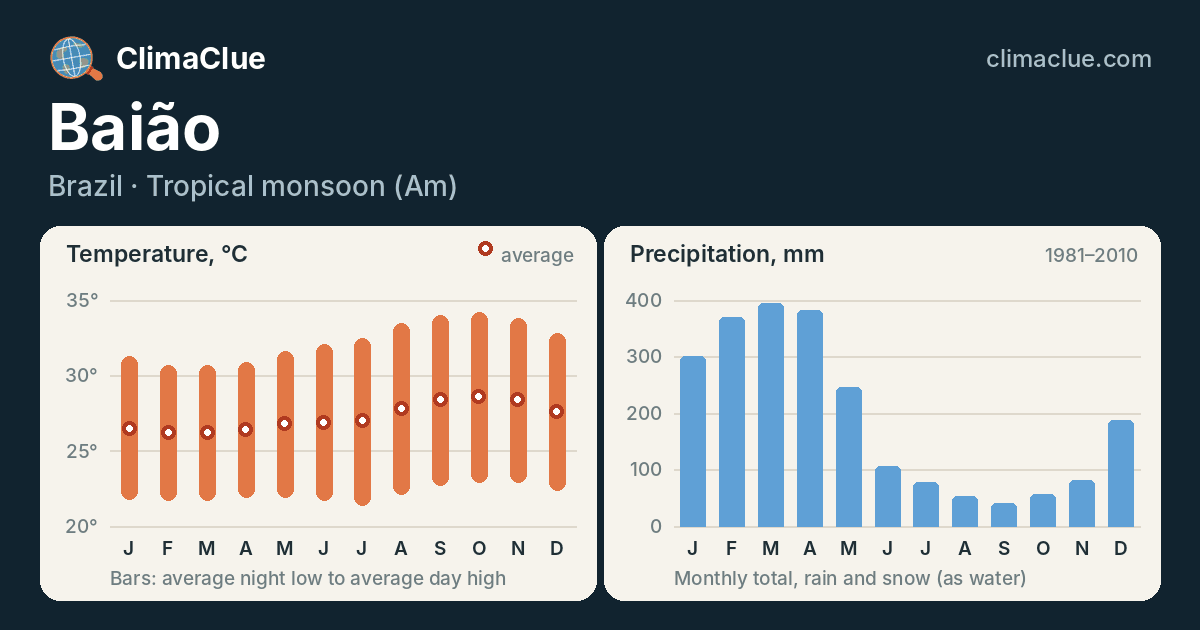 ClimaClue
climaclue.com
Baião
Brazil · Tropical monsoon (Am)
Temperature, °C
average
35°
30°
25°
20°
J F M A M J J A S O N D
Bars: average night low to average day high
Precipitation, mm
1981–2010
400
300
200
100
0
J F M A M J J A S O N D
Monthly total, rain and snow (as water)